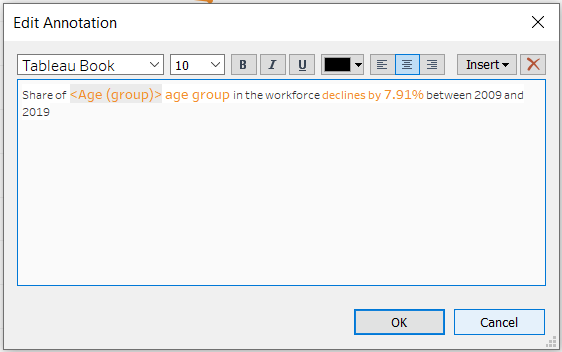 Edit Annotation
Tableau Book 10 B I U Insert
Share of <Age (group)> age group in the workforce declines by 7.91% between 2009 and
2019
OK Cancel